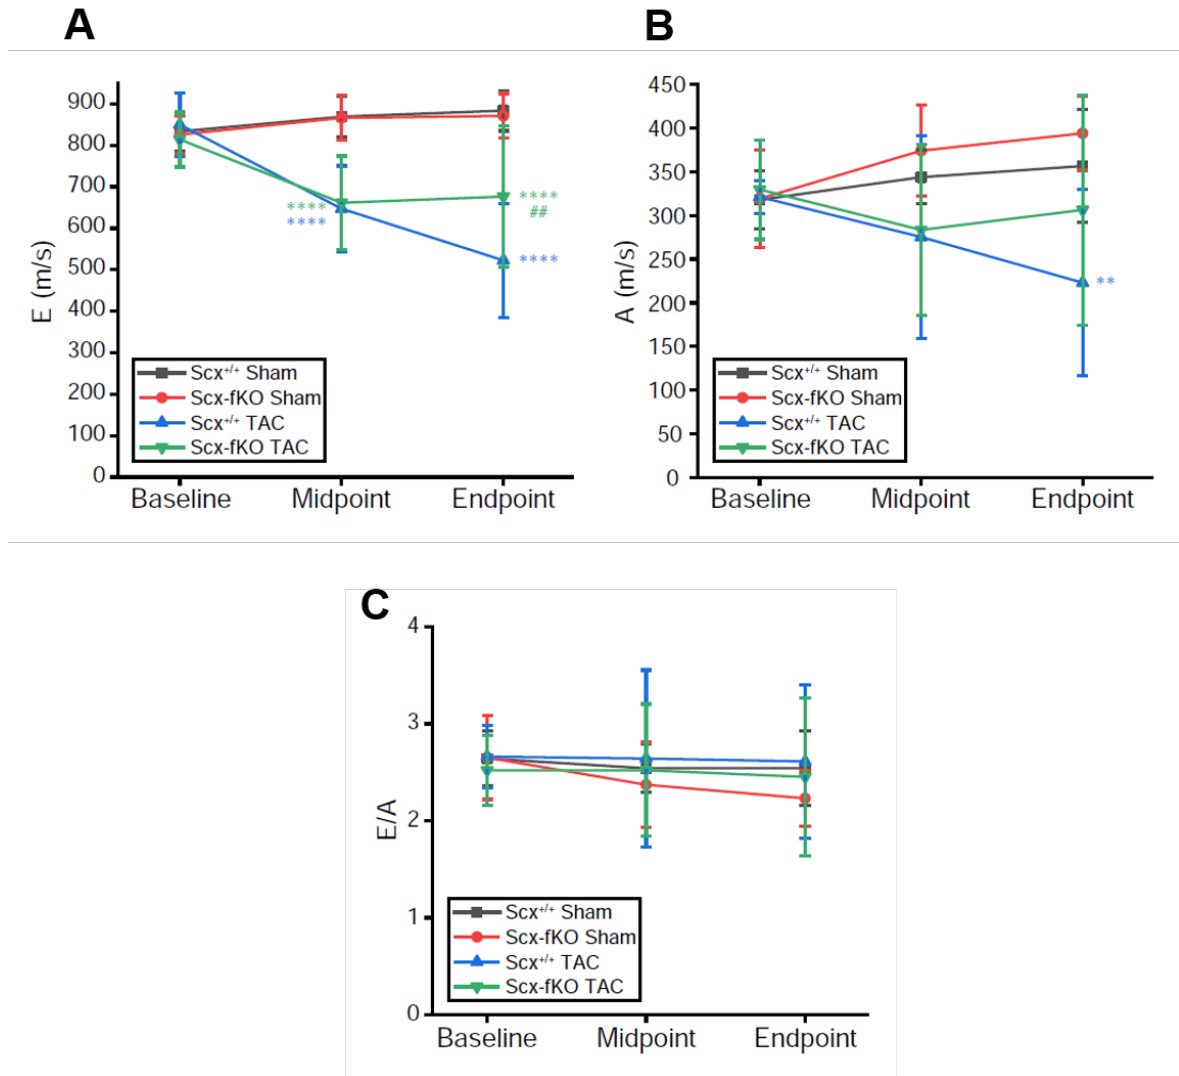 A
B
900
800
700
600
500
400
300
200
100
0
E (m/s)
****
****
****
##
****
Scx+/+ Sham
Scx-fKO Sham
Scx+/+ TAC
Scx-fKO TAC
Baseline Midpoint Endpoint
450
400
350
300
250
200
150
100
50
0
A (m/s)
**
Scx+/+ Sham
Scx-fKO Sham
Scx+/+ TAC
Scx-fKO TAC
Baseline Midpoint Endpoint
C
4
3
2
1
0
E/A
Scx+/+ Sham
Scx-fKO Sham
Scx+/+ TAC
Scx-fKO TAC
Baseline Midpoint Endpoint